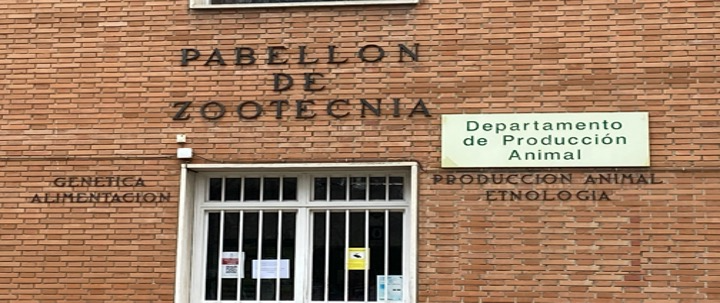 PABELLON
DE
ZOOTECNIA
Departamento
de Producción
Animal
GENETICA
ALIMENTACION
PRODUCCION ANIMAL
ETNOLOGIA